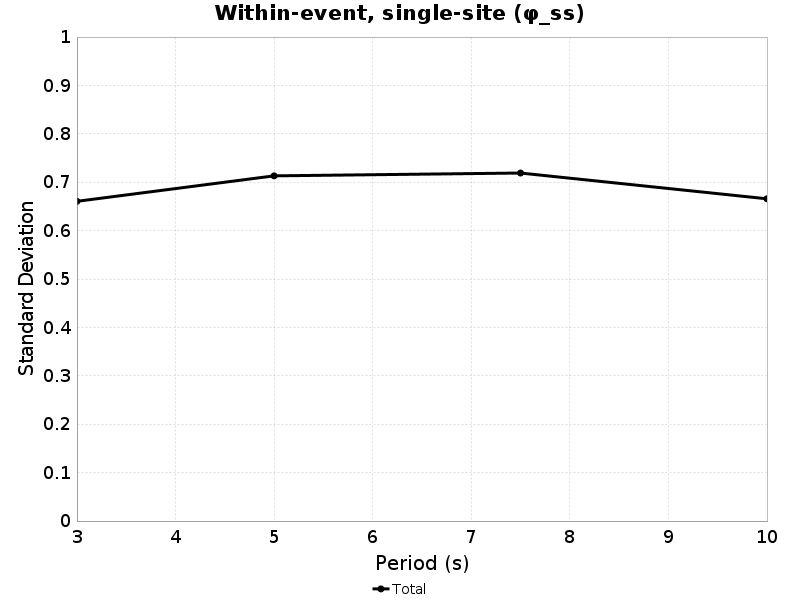 Within-event, single-site (φ_ss)
1
0.9
0.8
0.7
0.6
0.5
0.4
0.3
0.2
0.1
0
Standard Deviation
3 4 5 6 7 8 9 10
Period (s)
Total